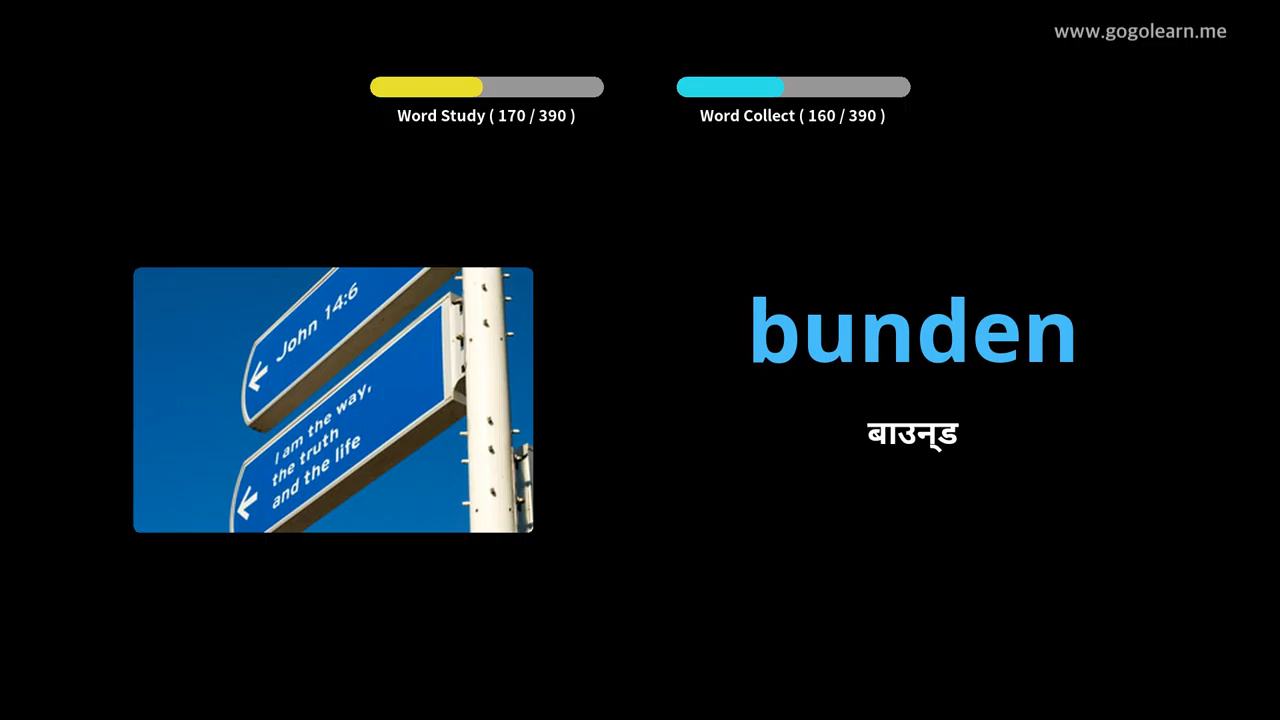 www.gogolearn.me
Word Study ( 170 / 390 )
Word Collect ( 160 / 390 )
John 14:6
I am the way,
the truth
and the life
bunden
बाउन्ड